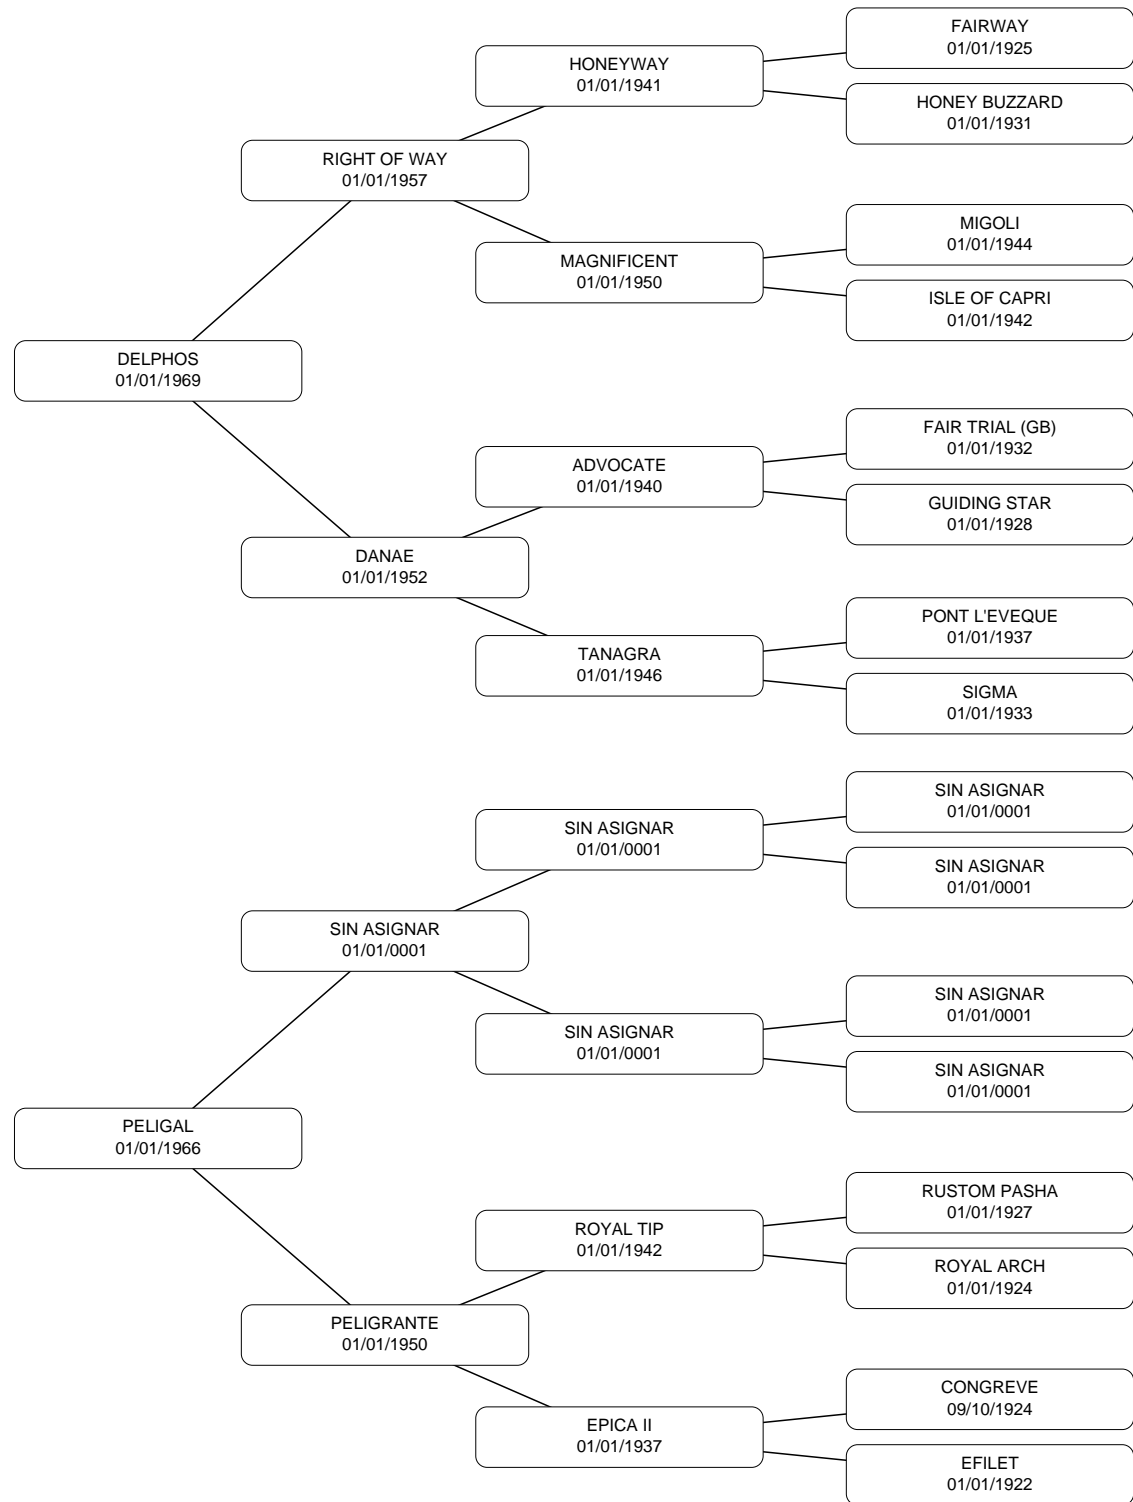 FAIRWAY
01/01/1925
HONEYWAY
01/01/1941
HONEY BUZZARD
01/01/1931
RIGHT OF WAY
01/01/1957
MIGOLI
01/01/1944
MAGNIFICENT
01/01/1950
ISLE OF CAPRI
01/01/1942
DELPHOS
01/01/1969
FAIR TRIAL (GB)
01/01/1932
ADVOCATE
01/01/1940
GUIDING STAR
01/01/1928
DANAE
01/01/1952
PONT L'EVEQUE
01/01/1937
TANAGRA
01/01/1946
SIGMA
01/01/1933
SIN ASIGNAR
01/01/0001
SIN ASIGNAR
01/01/0001
SIN ASIGNAR
01/01/0001
SIN ASIGNAR
01/01/0001
SIN ASIGNAR
01/01/0001
SIN ASIGNAR
01/01/0001
SIN ASIGNAR
01/01/0001
PELIGAL
01/01/1966
RUSTOM PASHA
01/01/1927
ROYAL TIP
01/01/1942
ROYAL ARCH
01/01/1924
PELIGRANTE
01/01/1950
CONGREVE
09/10/1924
EPICA II
01/01/1937
EFILET
01/01/1922